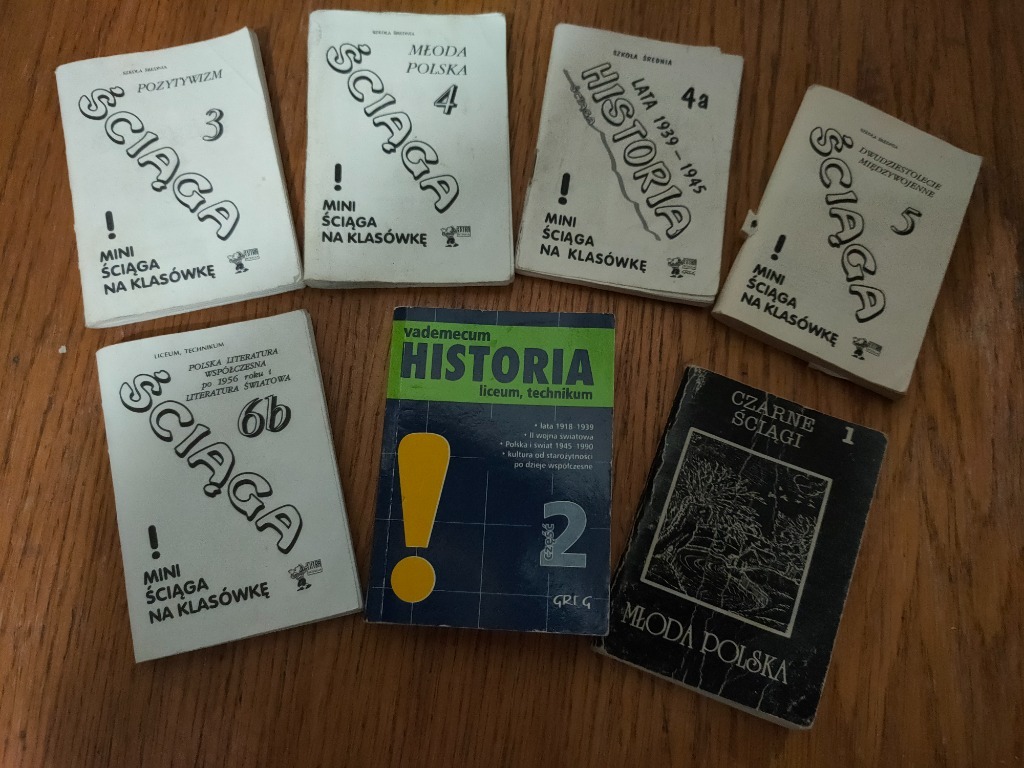 SZKOŁA ŚREDNIA
POZYTYWIZM
3
ŚCIĄGA
!
MINI
ŚCIĄGA
NA KLASÓWKĘ
SZKOŁA ŚREDNIA
MŁODA
POLSKA
4
ŚCIĄGA
!
MINI
ŚCIĄGA
NA KLASÓWKĘ
SZKOŁA ŚREDNIA
4a
LATA 1939-1945
HISTORIA
!
MINI
ŚCIĄGA
NA KLASÓWKĘ
SZKOŁA ŚREDNIA
DWUDZIESTOLECIE
MIĘDZYWOJENNE
5
ŚCIĄGA
!
MINI
ŚCIĄGA
NA KLASÓWKĘ
LICEUM, TECHNIKUM
POLSKA LITERATURA
WSPÓŁCZESNA
po 1956 roku i
LITERATURA ŚWIATOWA
6b
ŚCIĄGA
!
MINI
ŚCIĄGA
NA KLASÓWKĘ
vademecum
HISTORIA
liceum, technikum
• lata 1918-1939
• II wojna światowa
• Polska i świat 1945-1990
• kultura od starożytności
po dzieje współczesne
!
część 2
GREG
CZARNE
ŚCIĄGI
1
MŁODA POLSKA